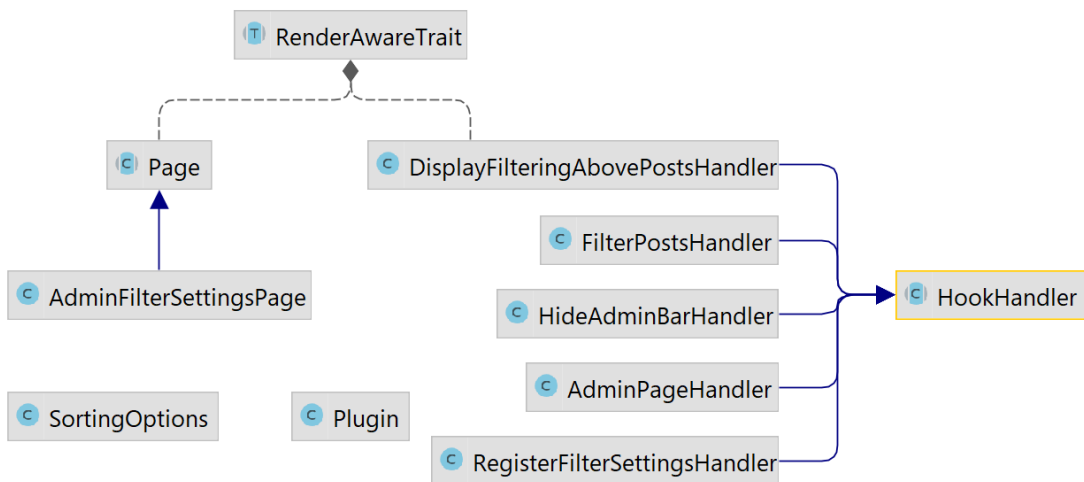 T RenderAwareTrait
C Page
C DisplayFilteringAbovePostsHandler
C FilterPostsHandler
C AdminFilterSettingsPage
C HideAdminBarHandler
C HookHandler
C AdminPageHandler
C SortingOptions
C Plugin
C RegisterFilterSettingsHandler